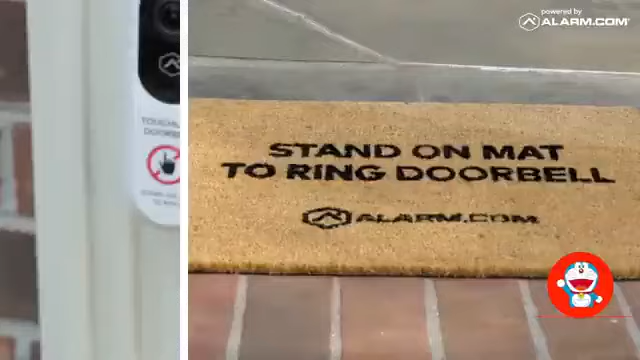 powered by
ALARM.COM
STAND ON MAT
TO RING DOORBELL
ALARM.COM